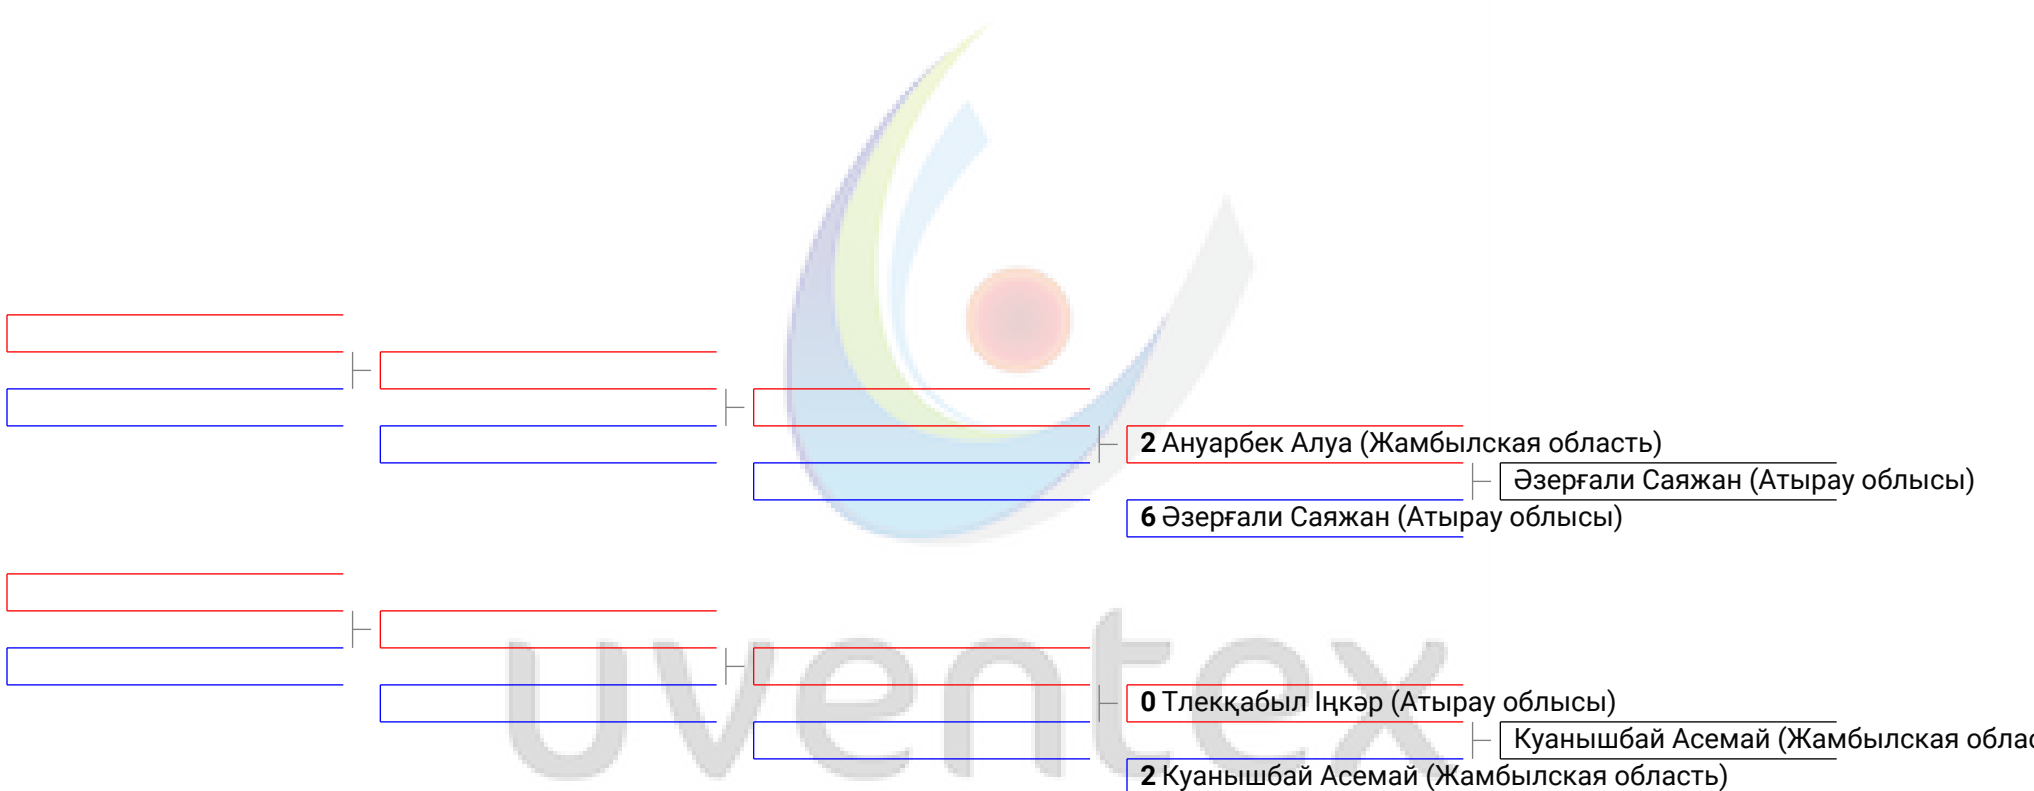 2 Ануарбек Алуа (Жамбылская область)
Әзерғали Саяжан (Атырау облысы)
6 Әзерғали Саяжан (Атырау облысы)
uventex
0 Тлекқабыл Іңкәр (Атырау облысы)
Куанышбай Асемай (Жамбылская облас
2 Куанышбай Асемай (Жамбылская область)